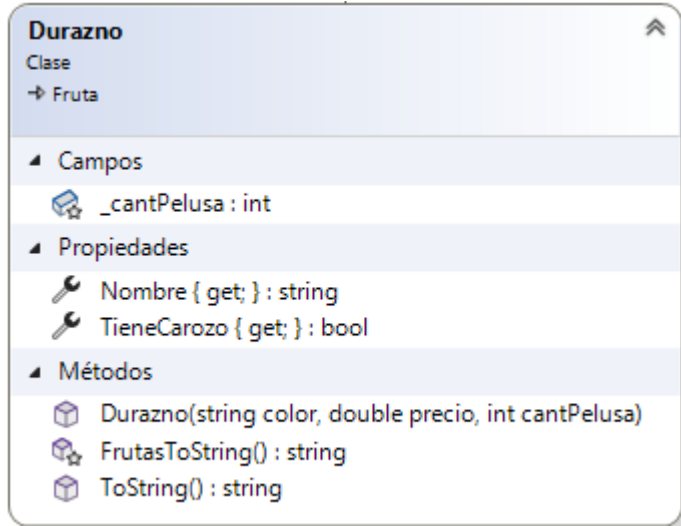 Durazno
Clase
Fruta
Campos
_cantPelusa : int
Propiedades
Nombre { get; } : string
TieneCarozo { get; } : bool
Métodos
Durazno(string color, double precio, int cantPelusa)
FrutasToString() : string
ToString() : string